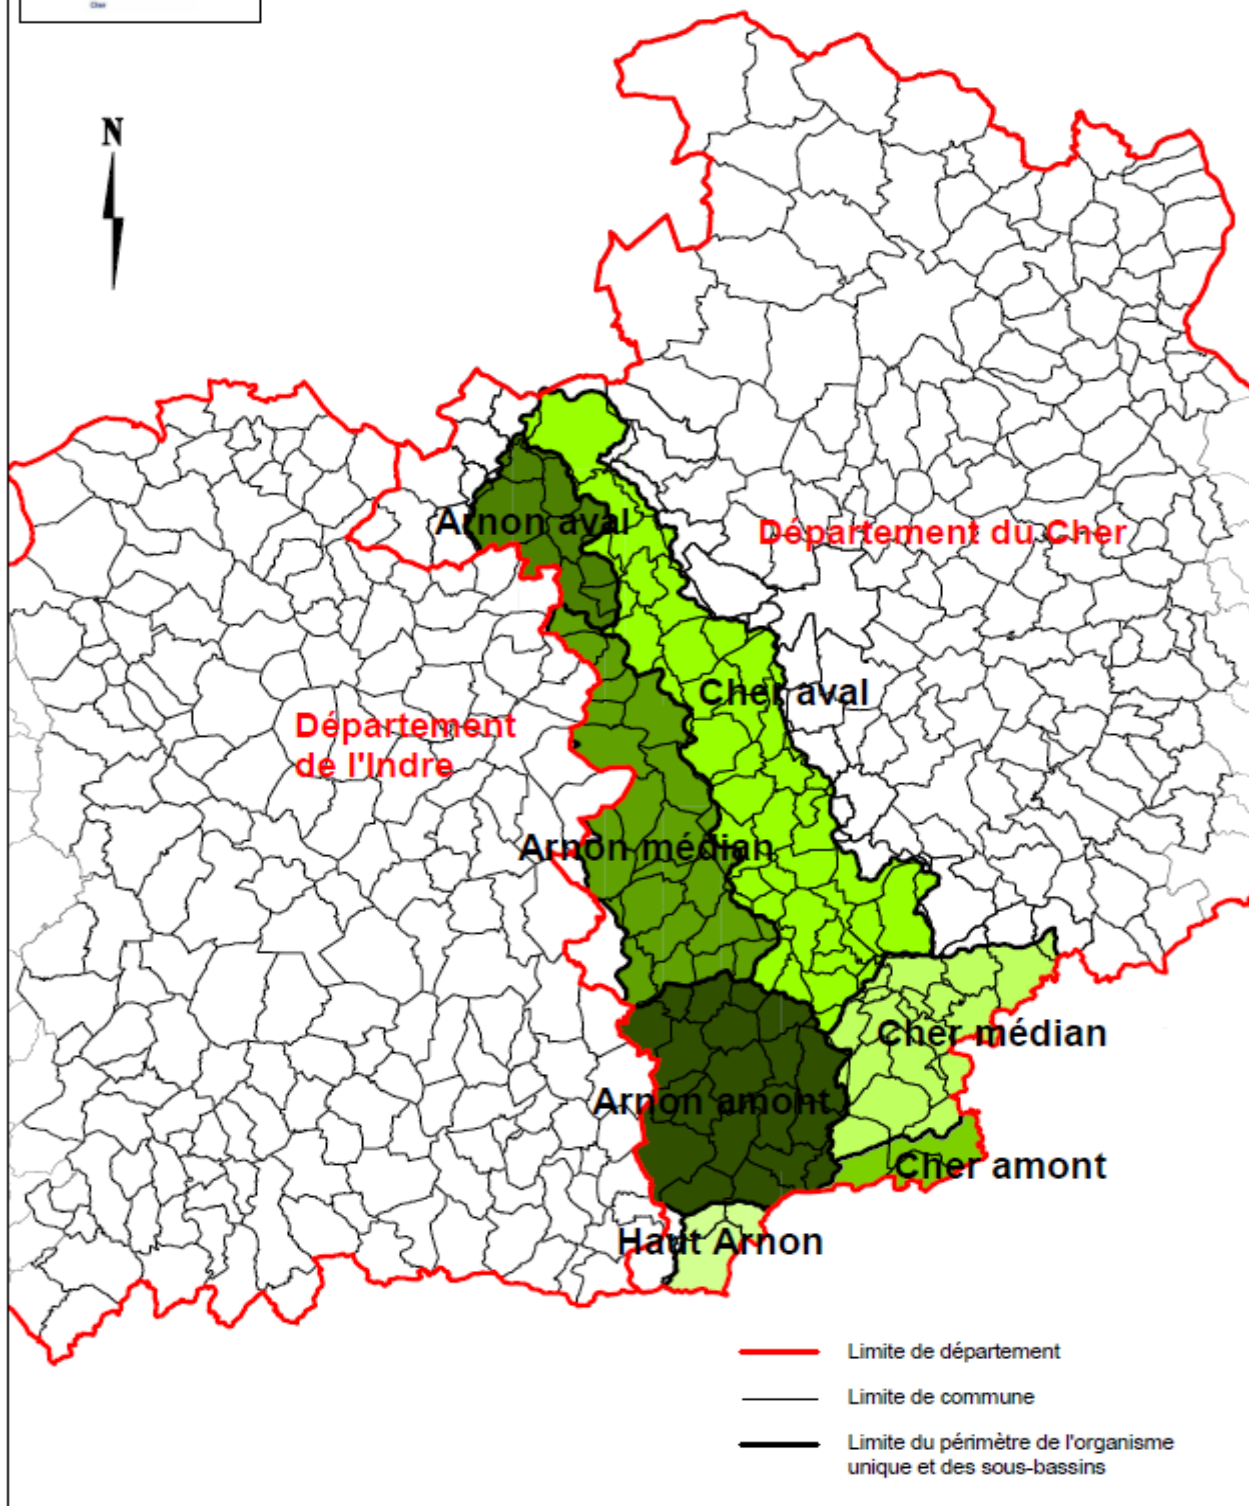 Cher
N
Arnon aval
Département du Cher
Cher aval
Département
de l'Indre
Arnon médian
Cher médian
Arnon amont
Cher amont
Haut Arnon
Limite de département
Limite de commune
Limite du périmètre de l'organisme
unique et des sous-bassins